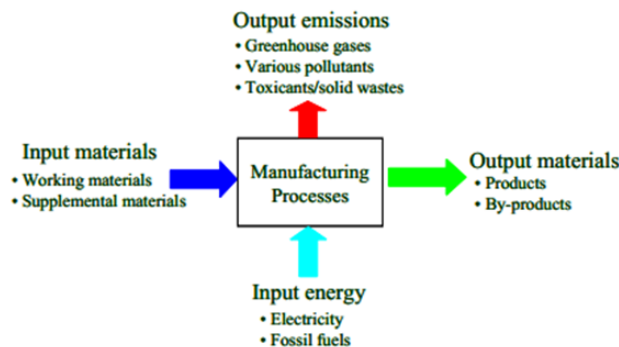 Output emissions
• Greenhouse gases
• Various pollutants
• Toxicants/solid wastes
Input materials
• Working materials
• Supplemental materials
Manufacturing
Processes
Output materials
• Products
• By-products
Input energy
• Electricity
• Fossil fuels